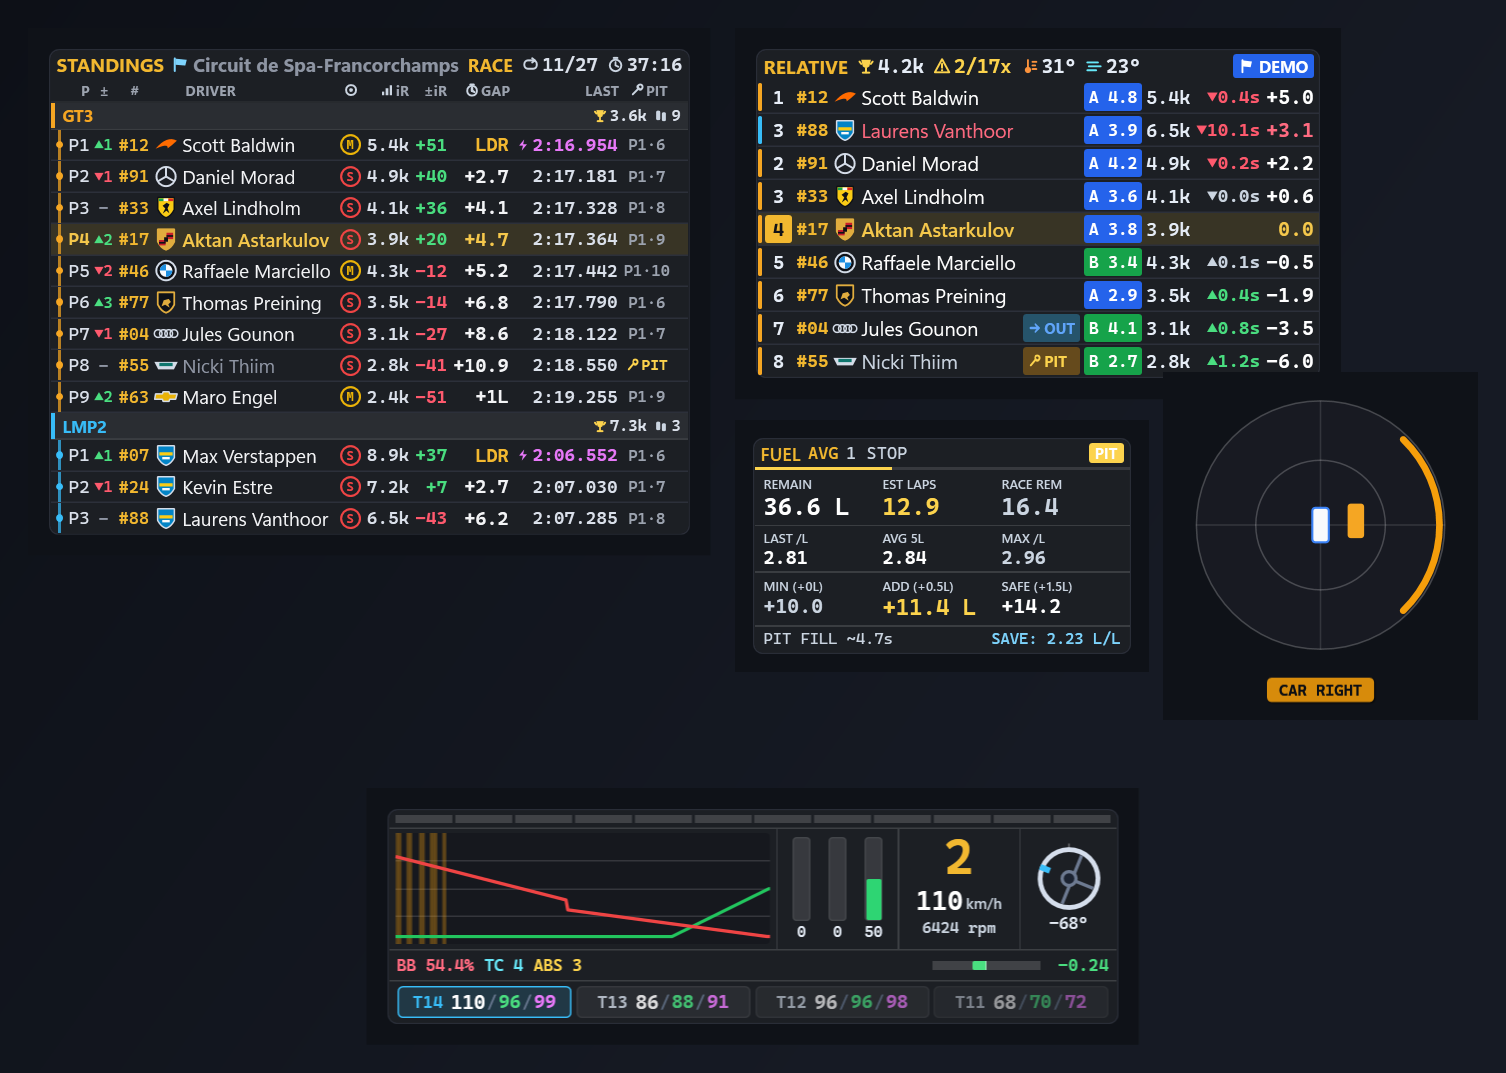 STANDINGS Circuit de Spa-Francorchamps RACE 11/27 37:16
P ± # DRIVER iR ±iR GAP LAST PIT
GT3 3.6k 9
P1 ▲1 #12 Scott Baldwin M 5.4k +51 LDR 2:16.954 P1·6
P2 ▼1 #91 Daniel Morad S 4.9k +40 +2.7 2:17.181 P1·7
P3 – #33 Axel Lindholm S 4.1k +36 +4.1 2:17.328 P1·8
P4 ▲2 #17 Aktan Astarkulov S 3.9k +20 +4.7 2:17.364 P1·9
P5 ▼2 #46 Raffaele Marciello M 4.3k −12 +5.2 2:17.442 P1·10
P6 ▲3 #77 Thomas Preining S 3.5k −14 +6.8 2:17.790 P1·6
P7 ▼1 #04 Jules Gounon S 3.1k −27 +8.6 2:18.122 P1·7
P8 – #55 Nicki Thiim S 2.8k −41 +10.9 2:18.550 PIT
P9 ▲2 #63 Maro Engel M 2.4k −51 +1L 2:19.255 P1·9
LMP2 7.3k 3
P1 ▲1 #07 Max Verstappen S 8.9k +37 LDR 2:06.552 P1·6
P2 ▼1 #24 Kevin Estre S 7.2k +7 +2.7 2:07.030 P1·7
P3 – #88 Laurens Vanthoor S 6.5k −43 +6.2 2:07.285 P1·8
RELATIVE 4.2k 2/17x 31° 23° DEMO
1 #12 Scott Baldwin A 4.8 5.4k ▼0.4s +5.0
3 #88 Laurens Vanthoor A 3.9 6.5k ▼10.1s +3.1
2 #91 Daniel Morad A 4.2 4.9k ▼0.2s +2.2
3 #33 Axel Lindholm A 3.6 4.1k ▼0.0s +0.6
4 #17 Aktan Astarkulov A 3.8 3.9k 0.0
5 #46 Raffaele Marciello B 3.4 4.3k ▲0.1s −0.5
6 #77 Thomas Preining A 2.9 3.5k ▲0.4s −1.9
7 #04 Jules Gounon → OUT B 4.1 3.1k ▲0.8s −3.5
8 #55 Nicki Thiim PIT B 2.7 2.8k ▲1.2s −6.0
FUEL AVG 1 STOP PIT
REMAIN EST LAPS RACE REM
36.6 L 12.9 16.4
LAST /L AVG 5L MAX /L
2.81 2.84 2.96
MIN (+0L) ADD (+0.5L) SAFE (+1.5L)
+10.0 +11.4 L +14.2
PIT FILL ~4.7s SAVE: 2.23 L/L
CAR RIGHT
2
110 km/h
6424 rpm
0 0 50
−68°
BB 54.4% TC 4 ABS 3 −0.24
T14 110/96/99 T13 86/88/91 T12 96/96/98 T11 68/70/72